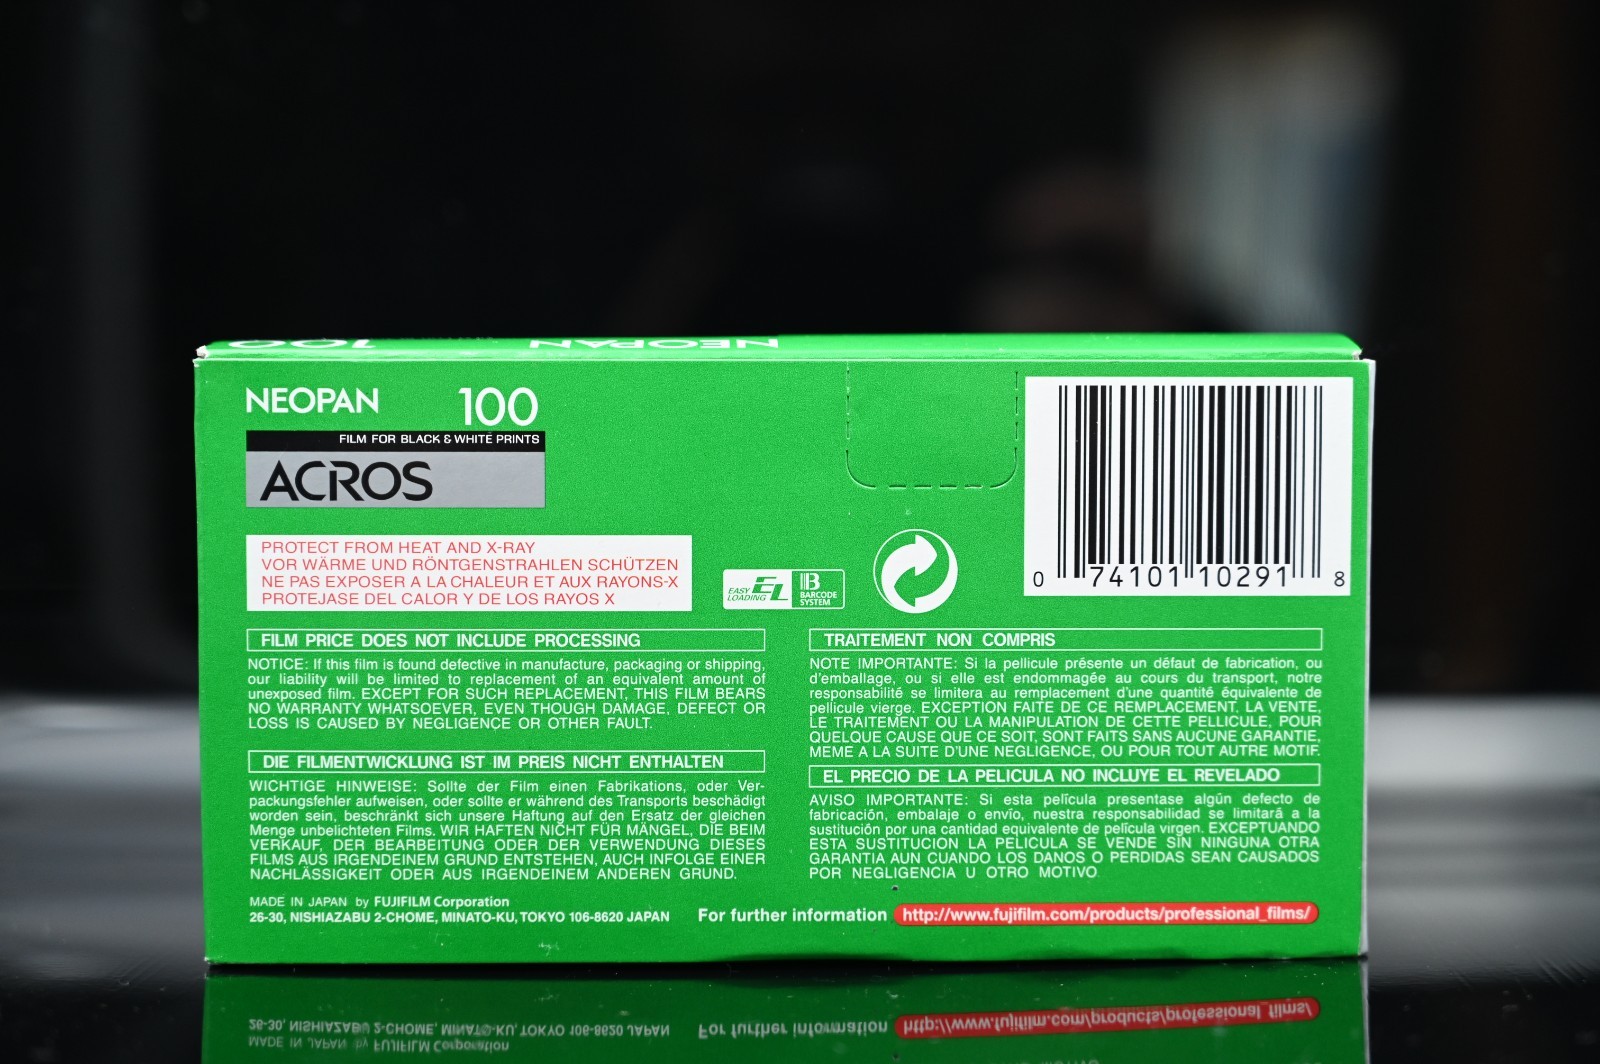 100 NEOPAN NEOPAN
NEOPAN 100
FILM FOR BLACK & WHITE PRINTS
ACROS
PROTECT FROM HEAT AND X-RAY
VOR WÄRME UND RÖNTGENSTRAHLEN SCHÜTZEN
NE PAS EXPOSER A LA CHALEUR ET AUX RAYONS-X
PROTEJASE DEL CALOR Y DE LOS RAYOS X
EASY LOADING EL
BARCODE SYSTEM
0 74101 10291 8
FILM PRICE DOES NOT INCLUDE PROCESSING
NOTICE: If this film is found defective in manufacture, packaging or shipping,
our liability will be limited to replacement of an equivalent amount of
unexposed film. EXCEPT FOR SUCH REPLACEMENT, THIS FILM BEARS
NO WARRANTY WHATSOEVER, EVEN THOUGH DAMAGE, DEFECT OR
LOSS IS CAUSED BY NEGLIGENCE OR OTHER FAULT.
DIE FILMENTWICKLUNG IST IM PREIS NICHT ENTHALTEN
WICHTIGE HINWEISE: Sollte der Film einen Fabrikations, oder Ver-
packungsfehler aufweisen, oder sollte er während des Transports beschädigt
worden sein, beschränkt sich unsere Haftung auf den Ersatz der gleichen
Menge unbelichteten Films. WIR HAFTEN NICHT FÜR MÄNGEL, DIE BEIM
VERKAUF, DER BEARBEITUNG ODER DER VERWENDUNG DIESES
FILMS AUS IRGENDEINEM GRUND ENTSTEHEN, AUCH INFOLGE EINER
NACHLÄSSIGKEIT ODER AUS IRGENDEINEM ANDEREN GRUND.
TRAITEMENT NON COMPRIS
NOTE IMPORTANTE: Si la pellicule présente un défaut de fabrication, ou
d'emballage, ou si elle est endommagée au cours du transport, notre
responsabilité se limitera au remplacement d'une quantité équivalente de
pellicule vierge. EXCEPTION FAITE DE CE REMPLACEMENT. LA VENTE,
LE TRAITEMENT OU LA MANIPULATION DE CETTE PELLICULE, POUR
QUELQUE CAUSE QUE CE SOIT, SONT FAITS SANS AUCUNE GARANTIE,
MEME A LA SUITE D'UNE NEGLIGENCE, OU POUR TOUT AUTRE MOTIF.
EL PRECIO DE LA PELICULA NO INCLUYE EL REVELADO
AVISO IMPORTANTE: Si esta película presentase algún defecto de
fabricación, embalaje o envío, nuestra responsabilidad se limitará a la
sustitución por una cantidad equivalente de película virgen. EXCEPTUANDO
ESTA SUSTITUCION LA PELICULA SE VENDE SIN NINGUNA OTRA
GARANTIA AUN CUANDO LOS DANOS O PERDIDAS SEAN CAUSADOS
POR NEGLIGENCIA U OTRO MOTIVO.
MADE IN JAPAN by FUJIFILM Corporation
26-30, NISHIAZABU 2-CHOME, MINATO-KU, TOKYO 106-8620 JAPAN
For further information http://www.fujifilm.com/products/professional_films/